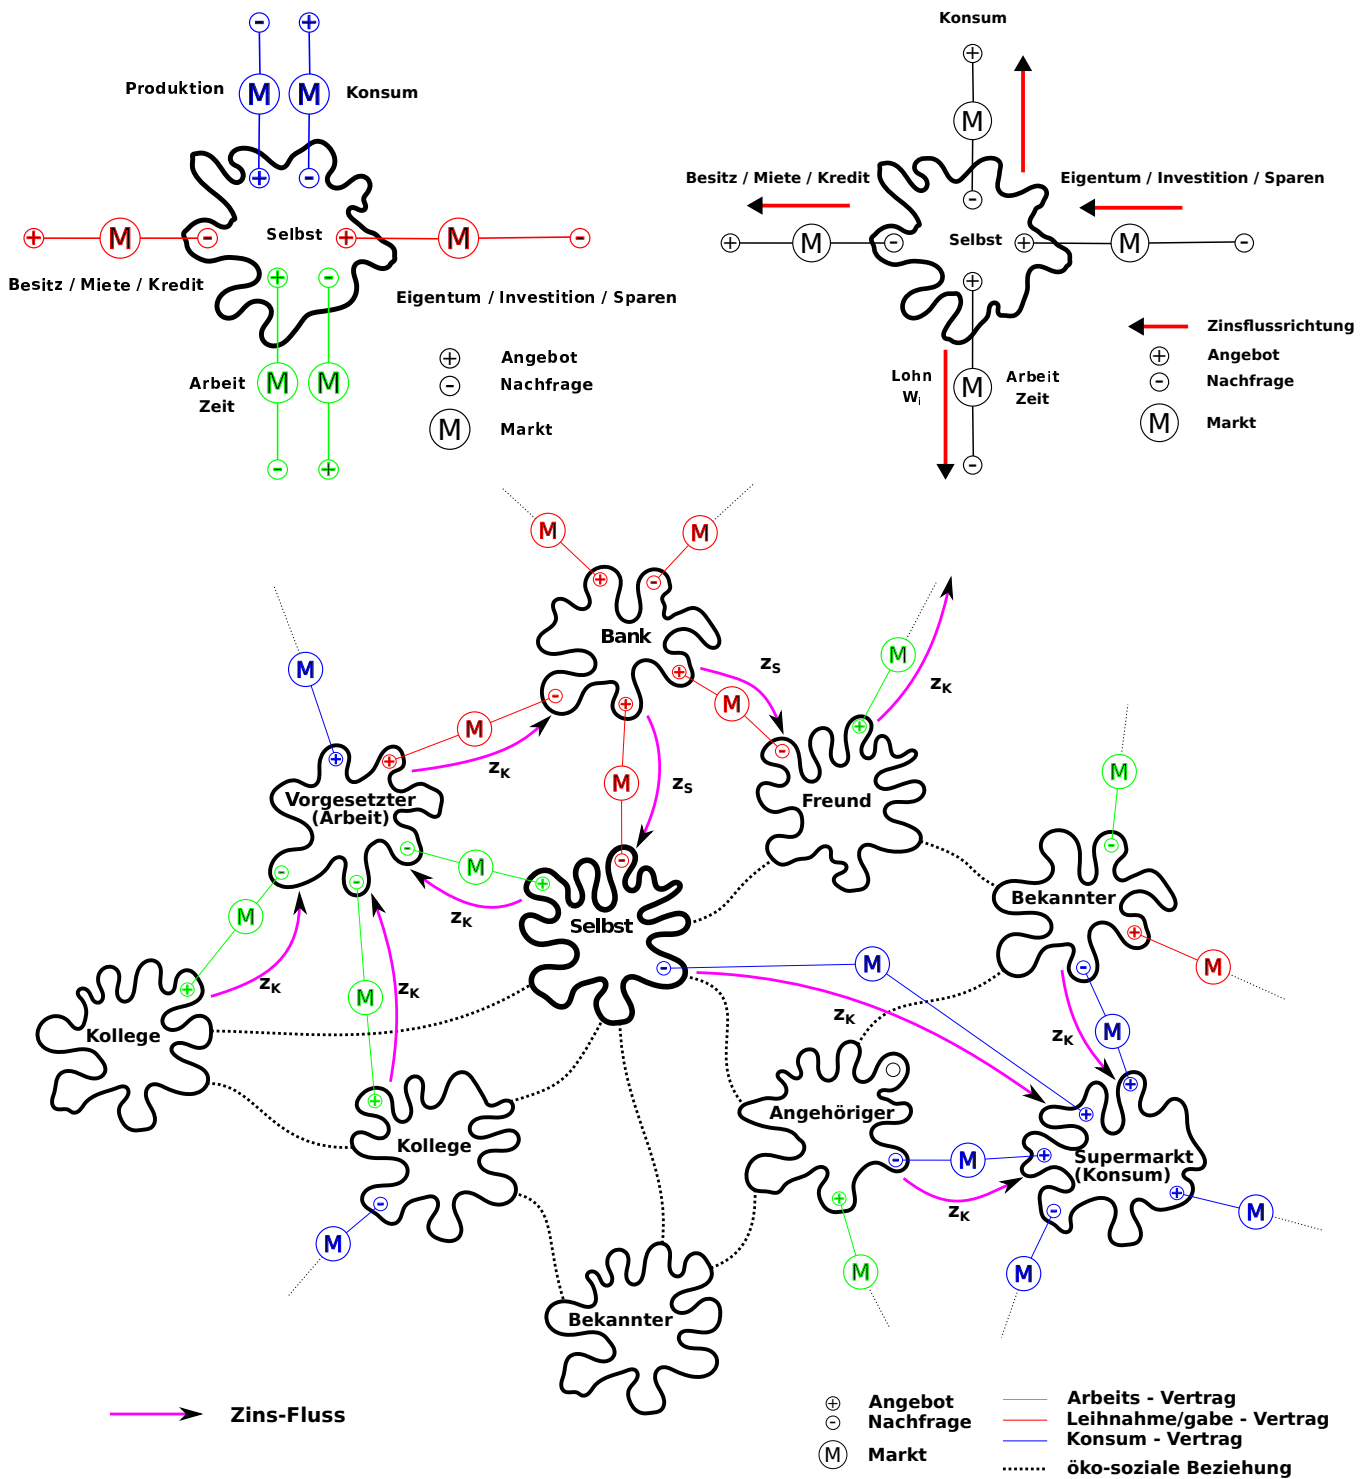 Produktion
M
M
Konsum
Selbst
M
M
Besitz / Miete / Kredit
Eigentum / Investition / Sparen
Arbeit
Zeit
M
M
+ Angebot
- Nachfrage
M Markt
Konsum
M
Besitz / Miete / Kredit
Eigentum / Investition / Sparen
Selbst
M
M
Lohn
Wi
M
Arbeit
Zeit
Zinsflussrichtung
+ Angebot
- Nachfrage
M Markt
M
M
Bank
M
zS
M
zK
M
M
zK
zS
M
M
Vorgesetzter
(Arbeit)
Freund
M
M
zK
M
Bekannter
Selbst
M
M
zK
M
zK
M
zK
Kollege
zK
M
zK
Angehöriger
Kollege
M
Supermarkt
(Konsum)
zK
M
M
M
M
Bekannter
Zins-Fluss
+ Angebot
- Nachfrage
M Markt
Arbeits - Vertrag
Leihnahme/gabe - Vertrag
Konsum - Vertrag
öko-soziale Beziehung